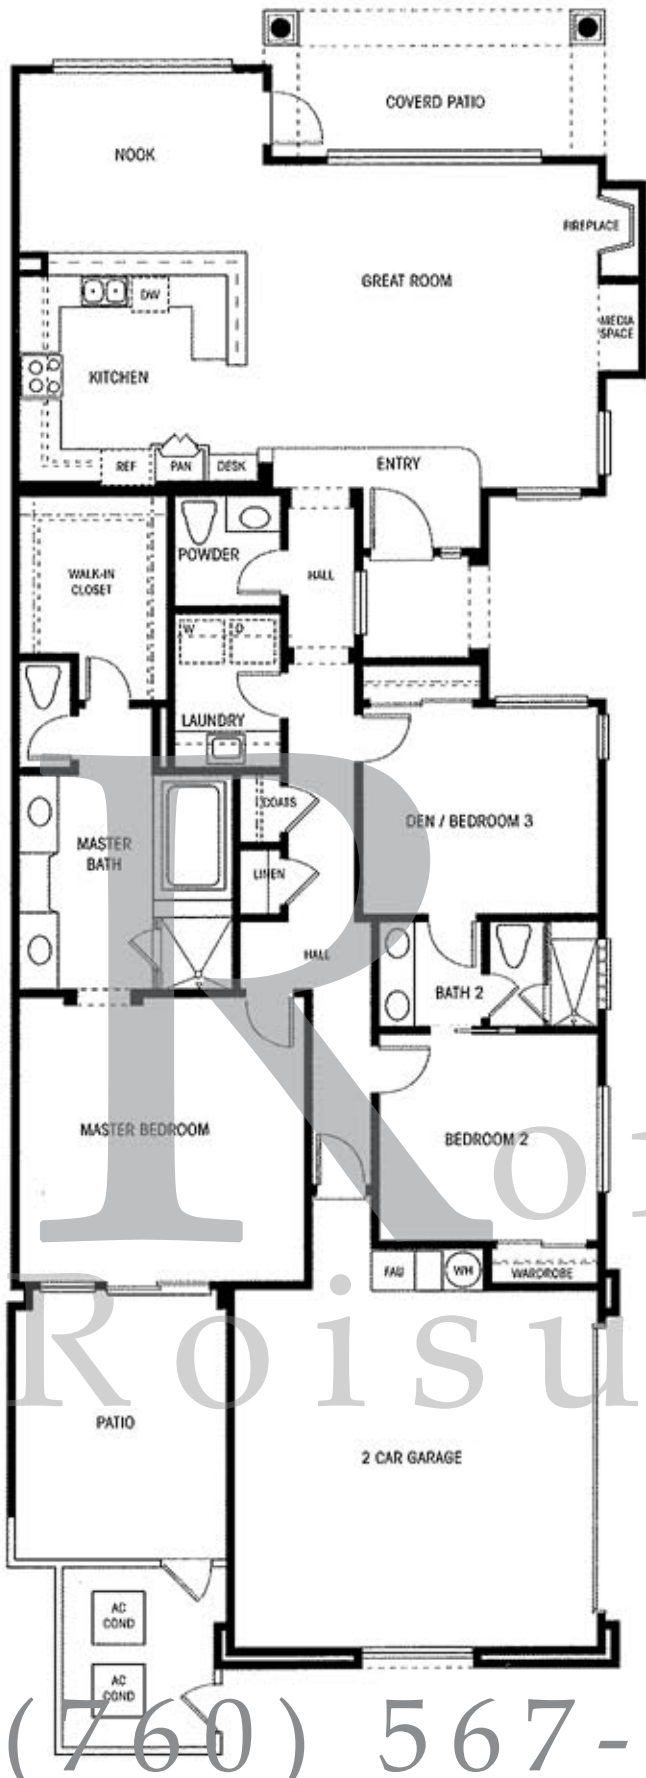 COVERD PATIO
NOOK
FIREPLACE
GREAT ROOM
DW
MEDIA
SPACE
KITCHEN
REF
PAN
DESK
ENTRY
POWDER
WALK-IN
CLOSET
HALL
W
D
LAUNDRY
COATS
DEN / BEDROOM 3
MASTER
BATH
LINEN
HALL
BATH 2
MASTER BEDROOM
BEDROOM 2
R
FAU
WH
WARDROBE
Roisu
PATIO
2 CAR GARAGE
AC
COND
AC
COND
(760) 567-